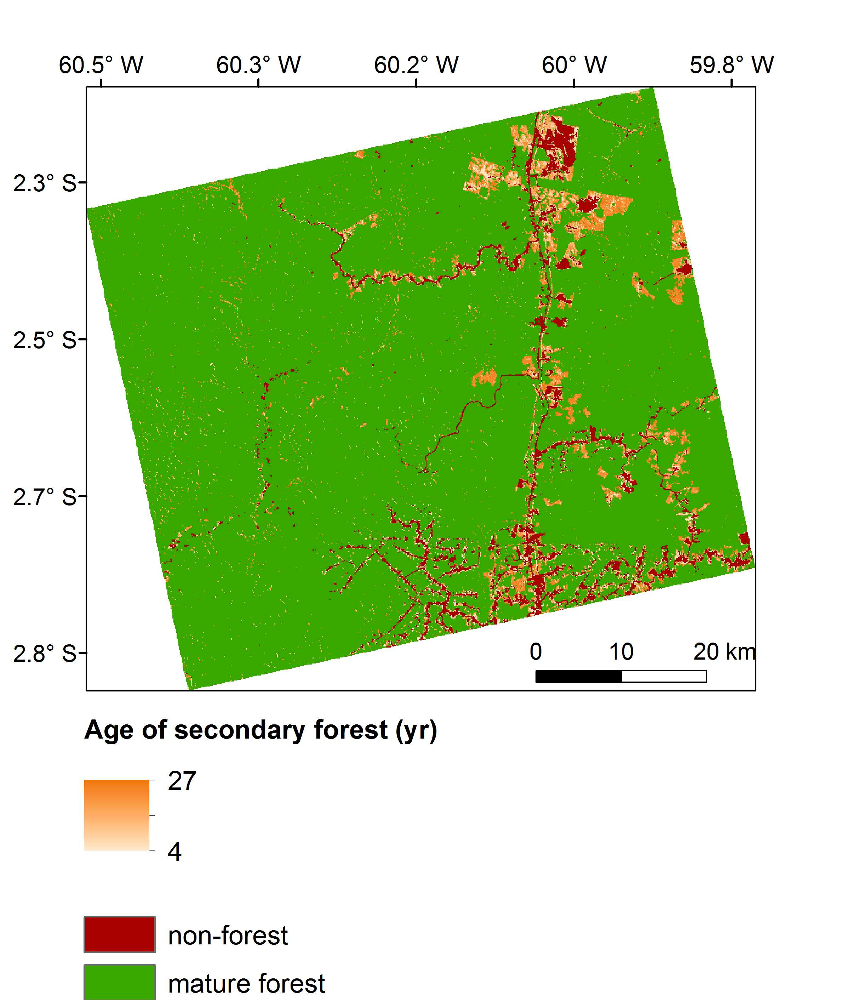 60.5° W 60.3° W 60.2° W 60° W 59.8° W
2.3° S
2.5° S
2.7° S
2.8° S
0 10 20 km
Age of secondary forest (yr)
27
4
non-forest
mature forest